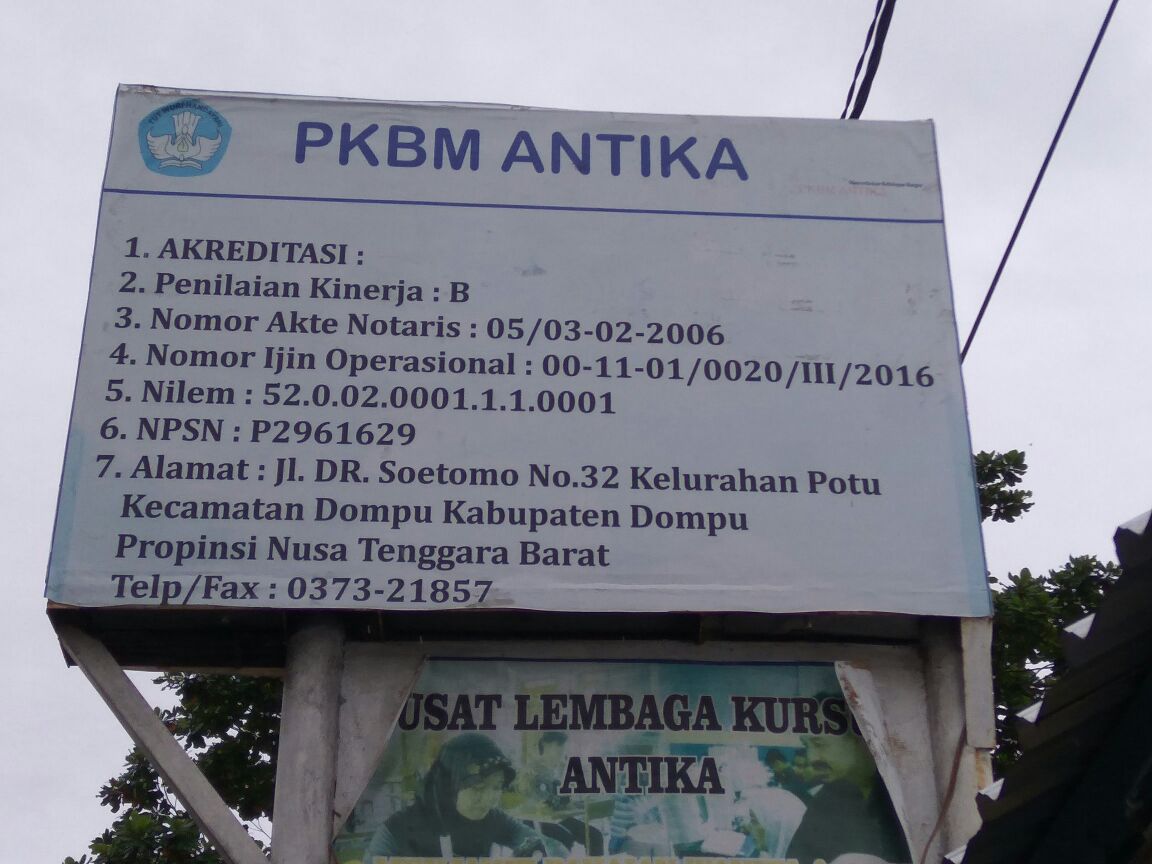 TUT WURI HANDAYANI
PKBM ANTIKA
1. AKREDITASI :
2. Penilaian Kinerja : B
3. Nomor Akte Notaris : 05/03-02-2006
4. Nomor Ijin Operasional : 00-11-01/0020/III/2016
5. Nilem : 52.0.02.0001.1.1.0001
6. NPSN : P2961629
7. Alamat : Jl. DR. Soetomo No.32 Kelurahan Potu
Kecamatan Dompu Kabupaten Dompu
Propinsi Nusa Tenggara Barat
Telp/Fax : 0373-21857
USAT LEMBAGA KURS
ANTIKA